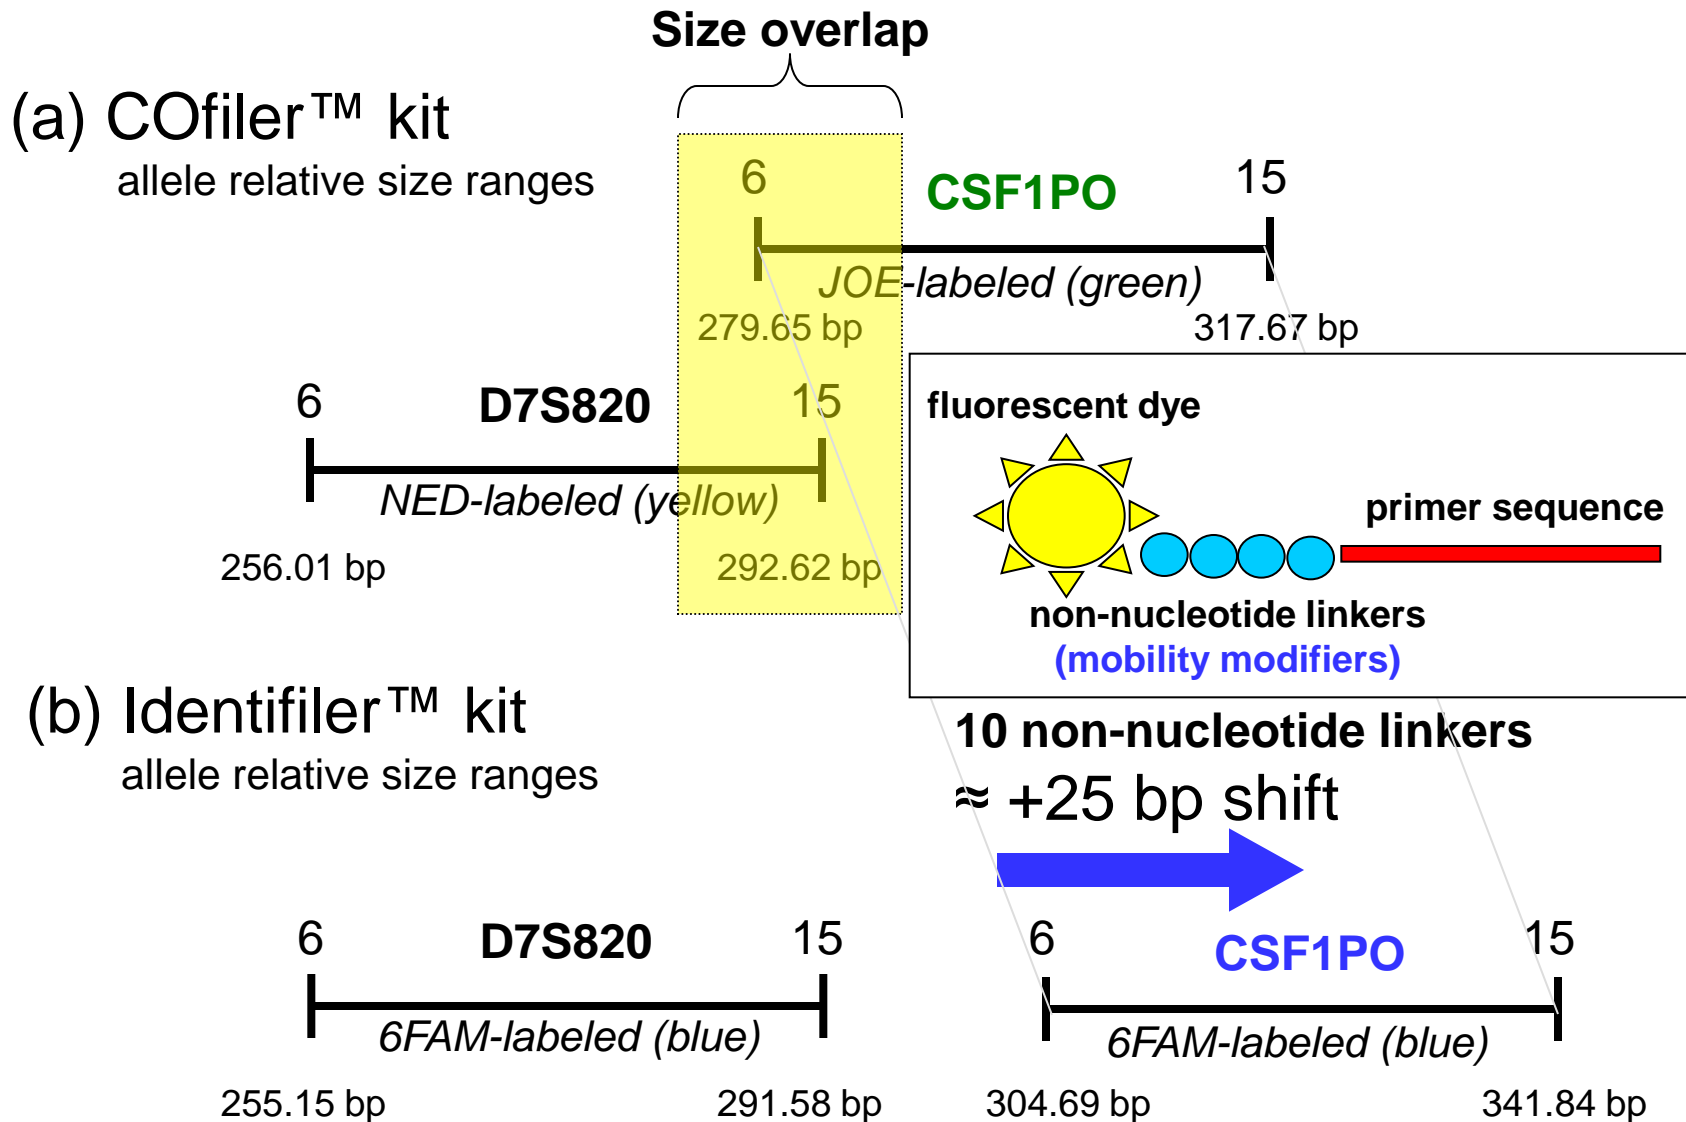 Size overlap
(a) COfiler™ kit
allele relative size ranges
6
CSF1PO
15
JOE-labeled (green)
279.65 bp
317.67 bp
6
D7S820
15
NED-labeled (yellow)
256.01 bp
292.62 bp
fluorescent dye
primer sequence
non-nucleotide linkers
(mobility modifiers)
(b) Identifiler™ kit
allele relative size ranges
10 non-nucleotide linkers
≈ +25 bp shift
6
D7S820
15
6FAM-labeled (blue)
255.15 bp
291.58 bp
6
CSF1PO
15
6FAM-labeled (blue)
304.69 bp
341.84 bp